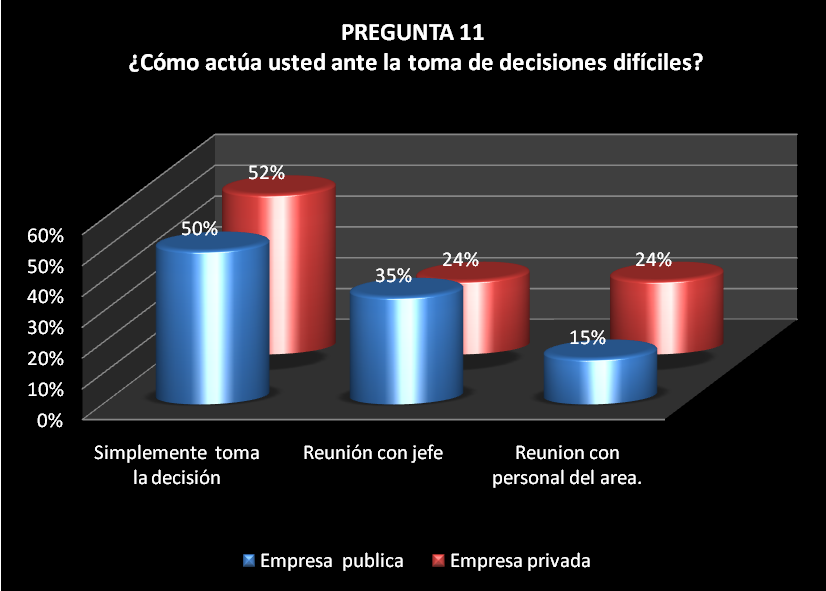 PREGUNTA 11
¿Cómo actúa usted ante la toma de decisiones difíciles?
60%
50%
40%
30%
20%
10%
0%
52%
50%
24%
35%
24%
15%
Simplemente toma
la decisión
Reunión con jefe
Reunion con
personal del area.
Empresa publica
Empresa privada